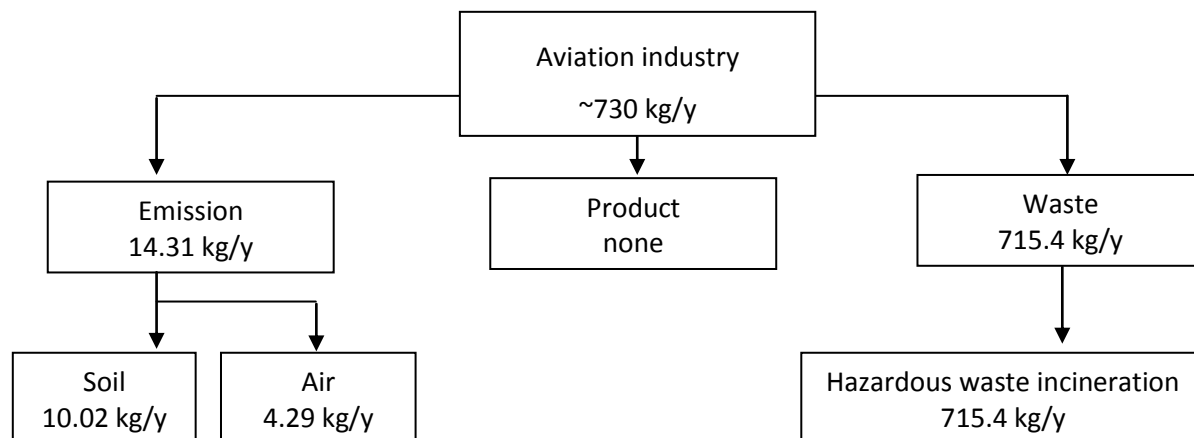 Aviation industry
~730 kg/y
Emission
14.31 kg/y
Product
none
Waste
715.4 kg/y
Soil
10.02 kg/y
Air
4.29 kg/y
Hazardous waste incineration
715.4 kg/y